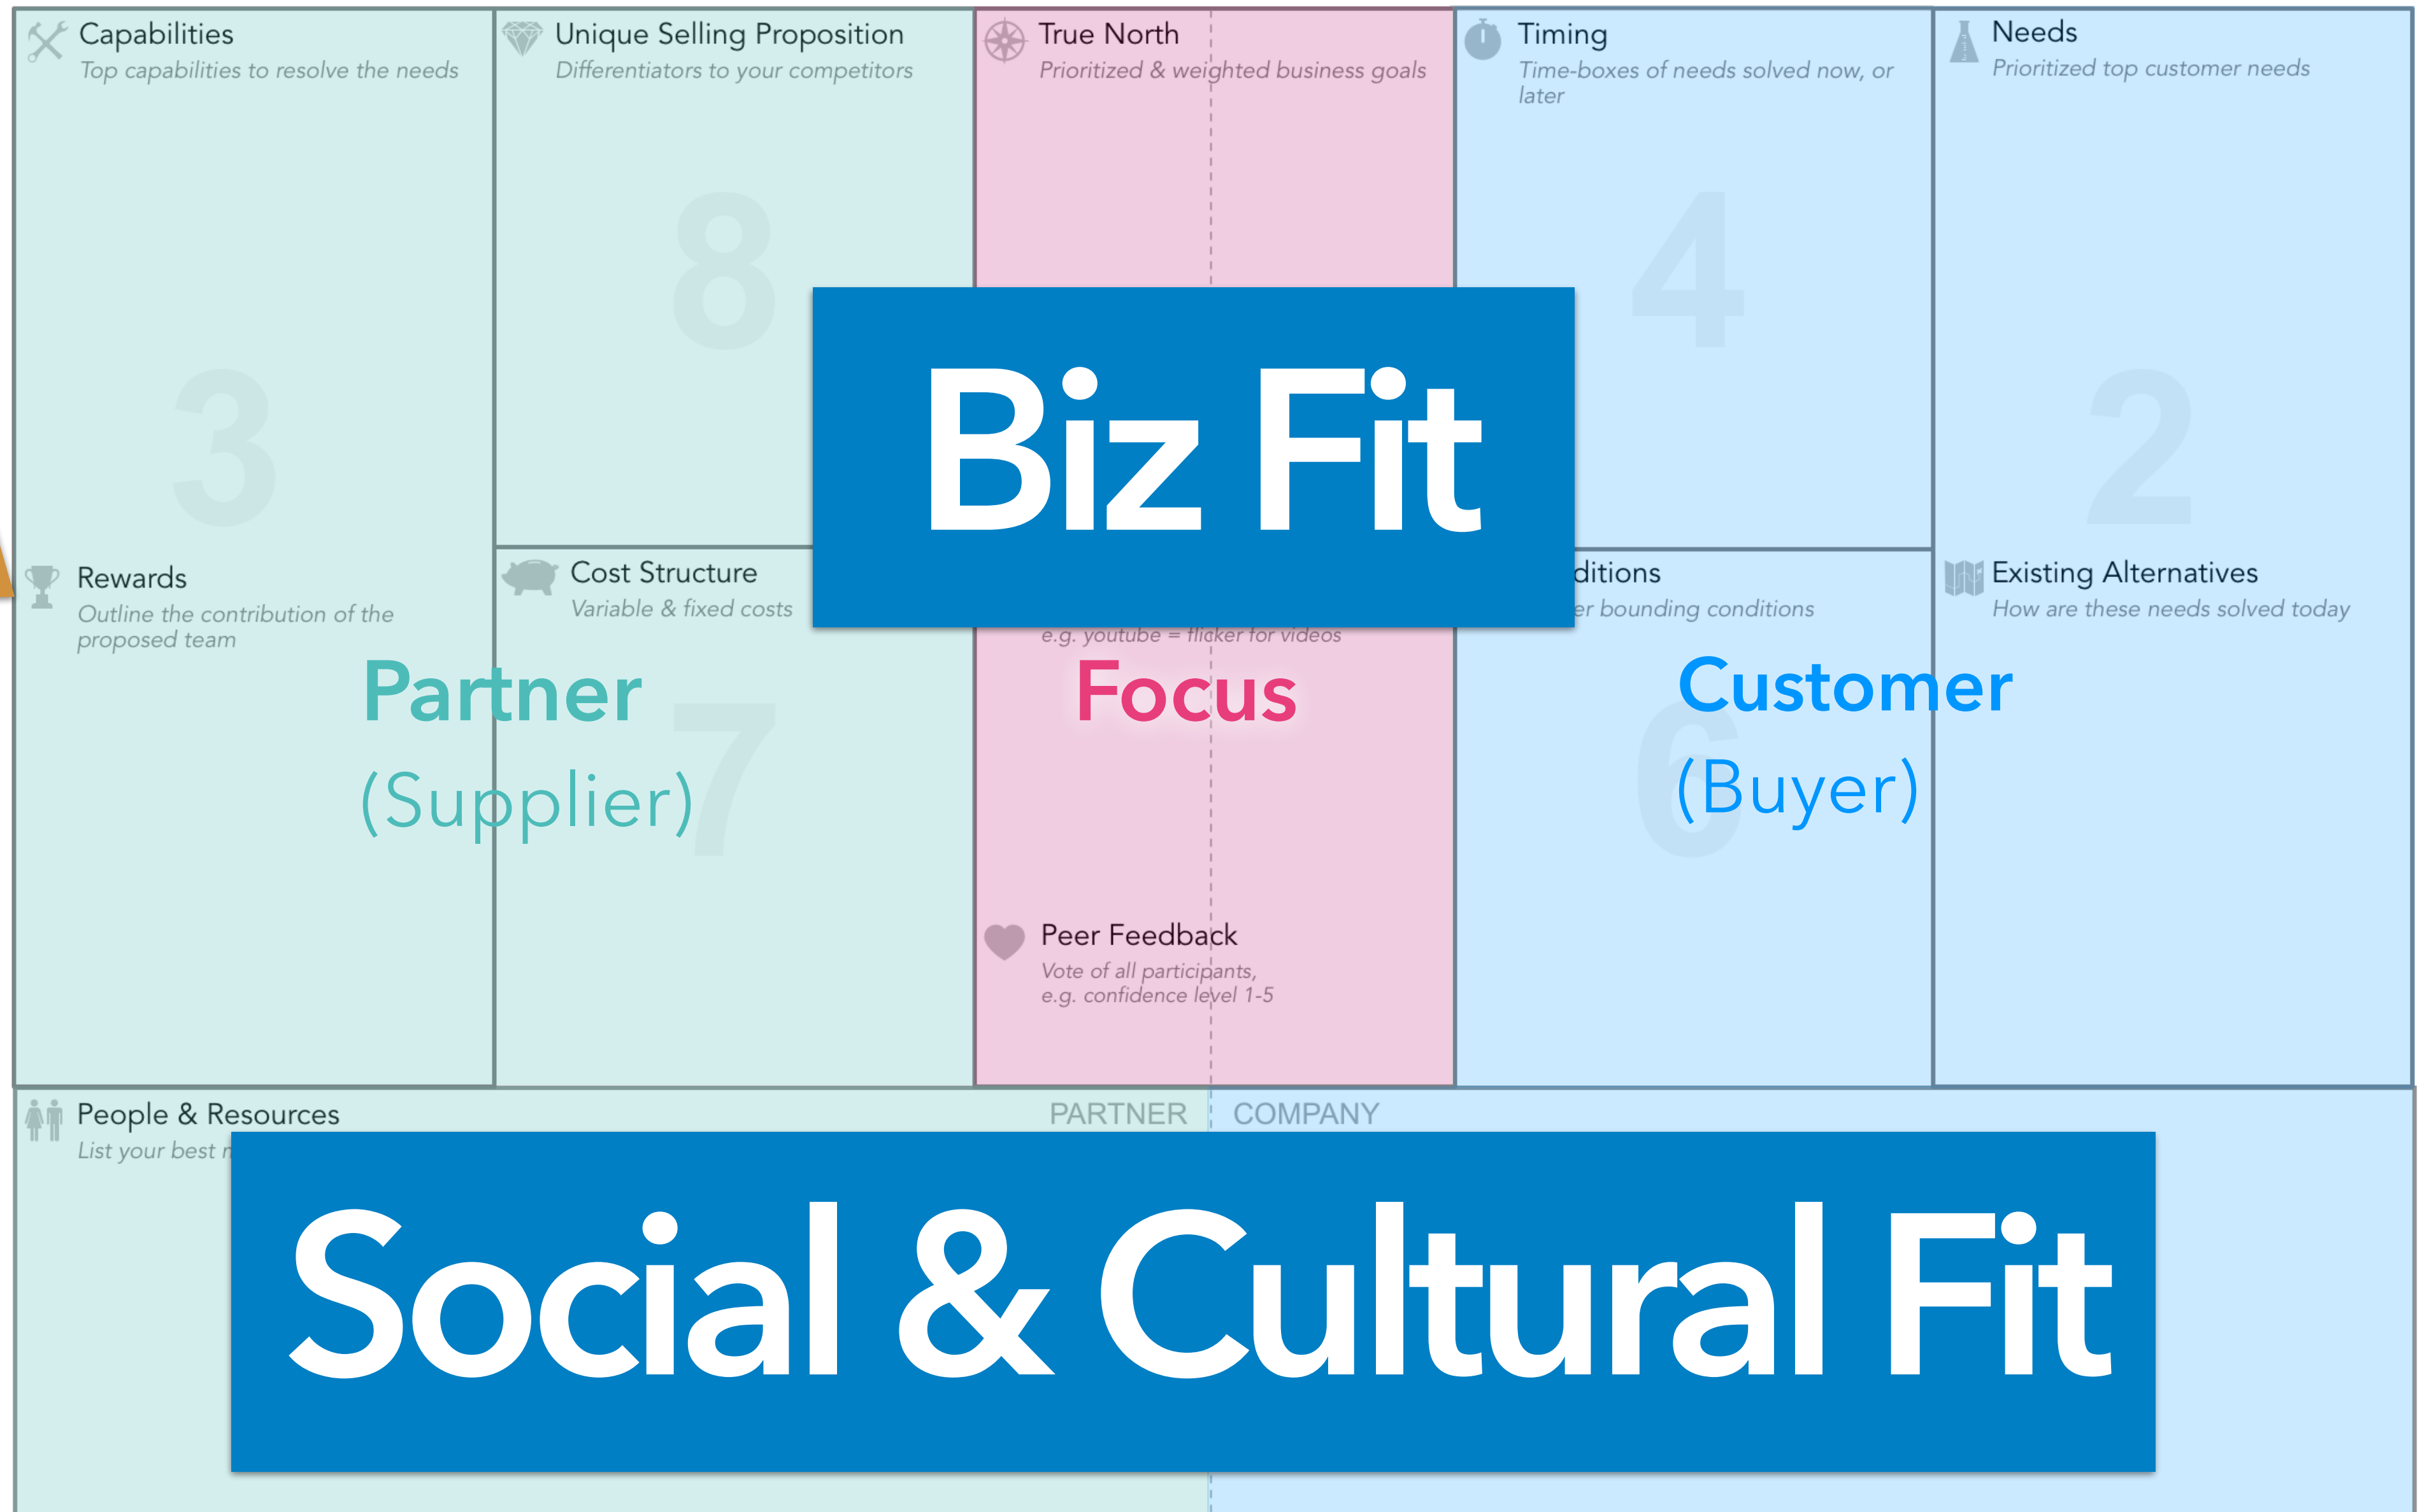 Capabilities
Top capabilities to resolve the needs
3
Rewards
Outline the contribution of the
proposed team
Unique Selling Proposition
Differentiators to your competitors
8
Cost Structure
Variable & fixed costs
7
Partner
(Supplier)
True North
Prioritized & weighted business goals
Biz Fit
e.g. youtube = flicker for videos
Focus
Peer Feedback
Vote of all participants,
e.g. confidence level 1-5
Timing
Time-boxes of needs solved now, or
later
4
bounding conditions
6
Customer
(Buyer)
Needs
Prioritized top customer needs
2
Existing Alternatives
How are these needs solved today
People & Resources
List your best
PARTNER
COMPANY
Social & Cultural Fit